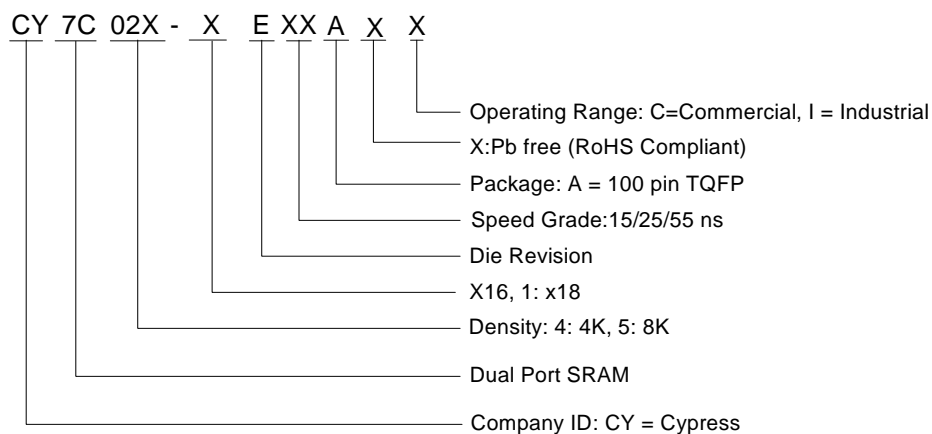 CY 7C 02X - X E XX A X X
Operating Range: C=Commercial, I = Industrial
X:Pb free (RoHS Compliant)
Package: A = 100 pin TQFP
Speed Grade:15/25/55 ns
Die Revision
X16, 1: x18
Density: 4: 4K, 5: 8K
Dual Port SRAM
Company ID: CY = Cypress